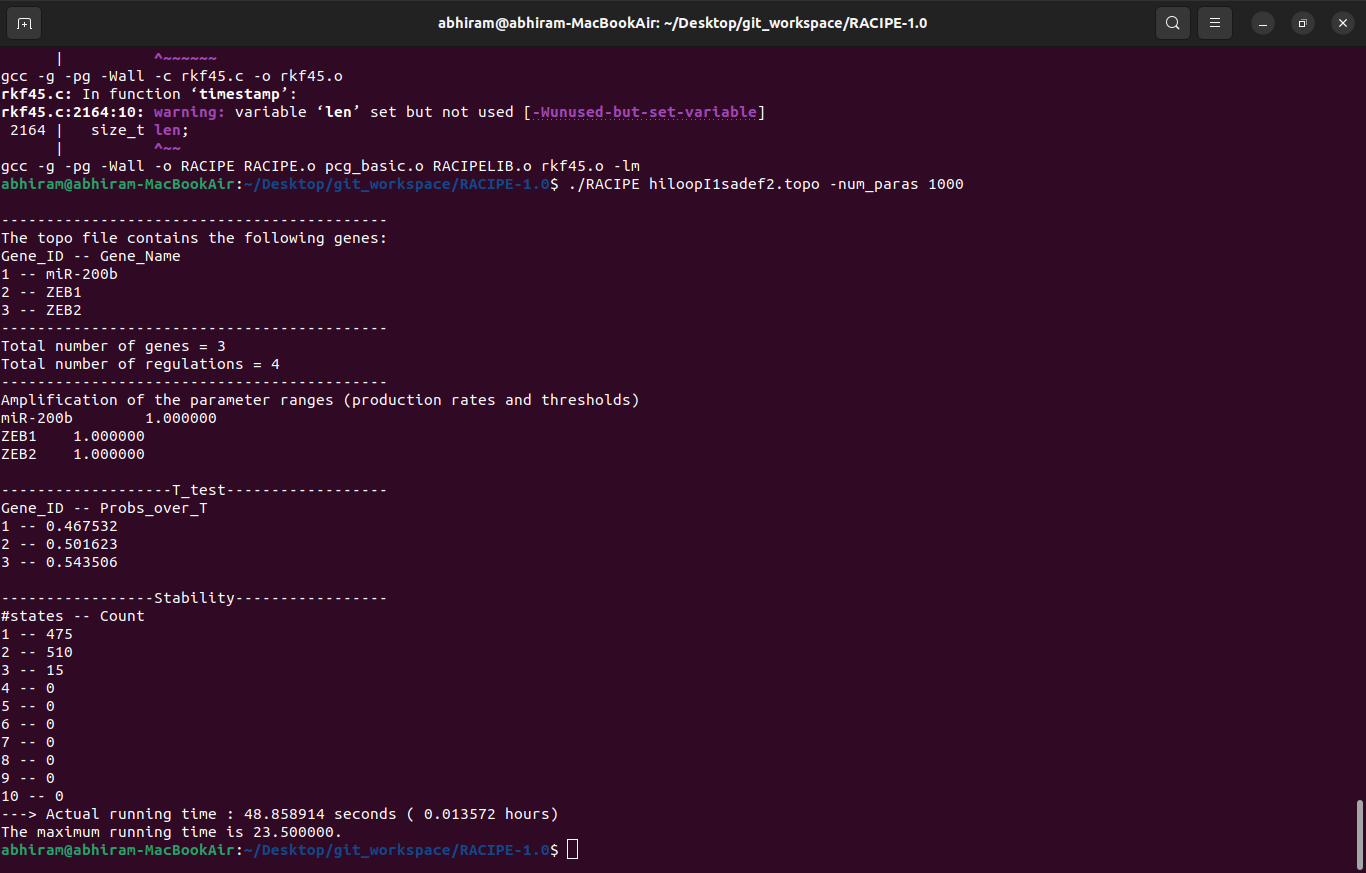 abhiram@abhiram-MacBookAir: ~/Desktop/git_workspace/RACIPE-1.0
      |          ^~~~~~~
gcc -g -pg -Wall -c rkf45.c -o rkf45.o
rkf45.c: In function ‘timestamp’:
rkf45.c:2164:10: warning: variable ‘len’ set but not used [-Wunused-but-set-variable]
 2164 |   size_t len;
      |          ^~~
gcc -g -pg -Wall -o RACIPE RACIPE.o pcg_basic.o RACIPELIB.o rkf45.o -lm
abhiram@abhiram-MacBookAir:~/Desktop/git_workspace/RACIPE-1.0$ ./RACIPE hiloopI1sadef2.topo -num_paras 1000
-------------------------------------------
The topo file contains the following genes:
Gene_ID -- Gene_Name
1 -- miR-200b
2 -- ZEB1
3 -- ZEB2
-------------------------------------------
Total number of genes = 3
Total number of regulations = 4
-------------------------------------------
Amplification of the parameter ranges (production rates and thresholds)
miR-200b        1.000000
ZEB1    1.000000
ZEB2    1.000000
-------------------T_test------------------
Gene_ID -- Probs_over_T
1 -- 0.467532
2 -- 0.501623
3 -- 0.543506
-----------------Stability-----------------
#states -- Count
1 -- 475
2 -- 510
3 -- 15
4 -- 0
5 -- 0
6 -- 0
7 -- 0
8 -- 0
9 -- 0
10 -- 0
---> Actual running time : 48.858914 seconds ( 0.013572 hours)
The maximum running time is 23.500000.
abhiram@abhiram-MacBookAir:~/Desktop/git_workspace/RACIPE-1.0$